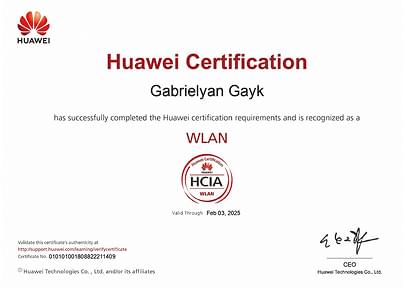 HUAWEI
Huawei Certification
Gabrielyan Gayk
has successfully completed the Huawei certification requirements and is recognized as a
WLAN
Huawei Certification
HUAWEI
HCIA
WLAN
Valid Through Feb 03, 2025
Validate this certificate's authenticity at
http://support.huawei.com/learning/verifycertificate
Certificate No. 010101001808822211409
© Huawei Technologies Co., Ltd. and/or its affiliates
CEO
Huawei Technologies Co., Ltd.